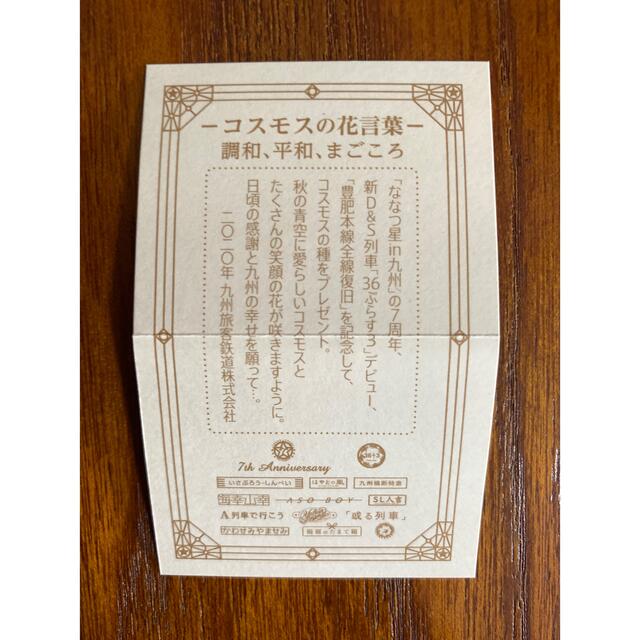 －コスモスの花言葉－
調和、平和、まごころ
「ななつ星in九州」の7周年、
新D&S列車「36ぷらす3」デビュー、
「豊肥本線全線復旧」を記念して、
コスモスの種をプレゼント。
秋の青空に愛らしいコスモスと
たくさんの笑顔の花が咲きますように。
日頃の感謝と九州の幸せを願って…。
二〇二〇年 九州旅客鉄道株式会社
7th Anniversary
36+3
いさぶろう・しんぺい
はやとの風
九州横断特急
海幸山幸
ASO BOY
SL人吉
A列車で行こう
「或る列車」
かわせみやませみ
指宿のたまて箱